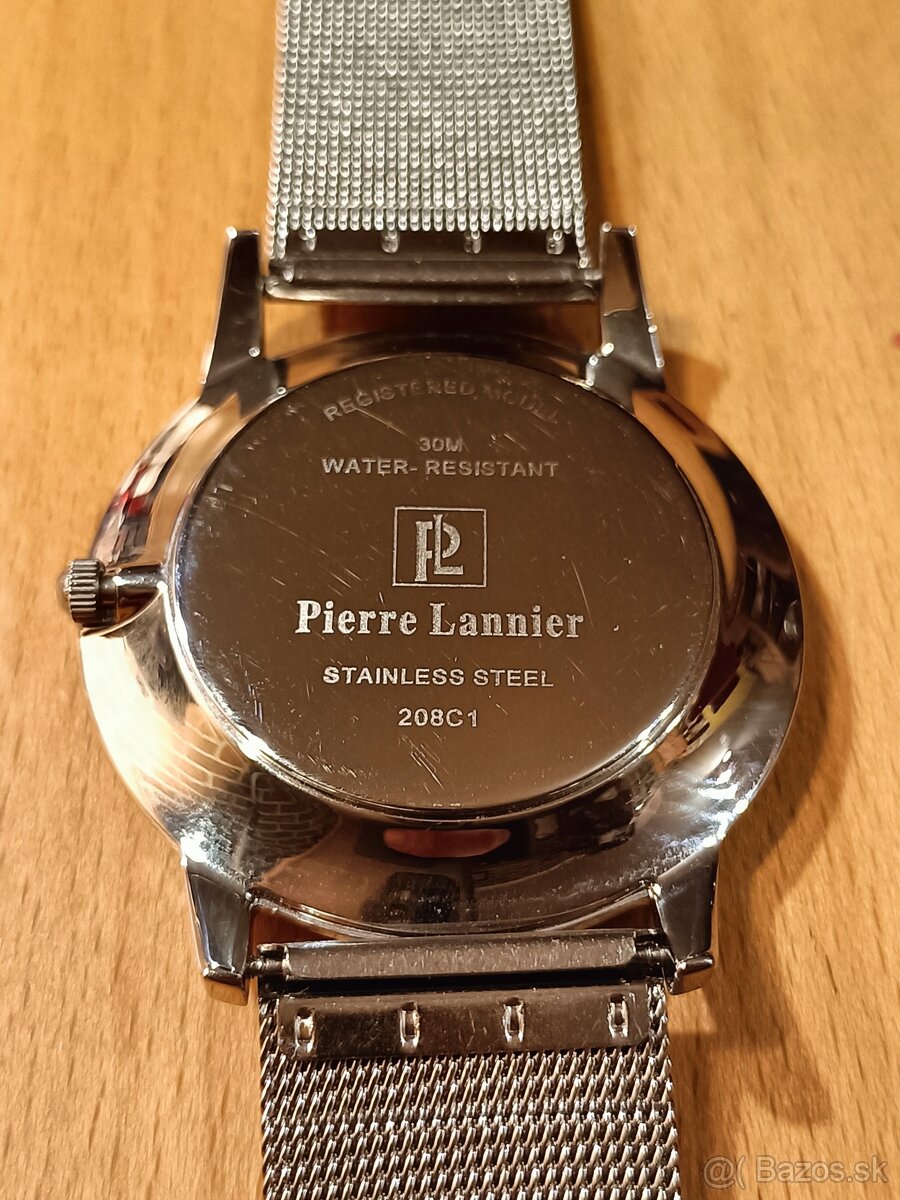 REGISTERED MODEL
30M
WATER- RESISTANT
PL
Pierre Lannier
STAINLESS STEEL
208C1
@( Bazos.sk